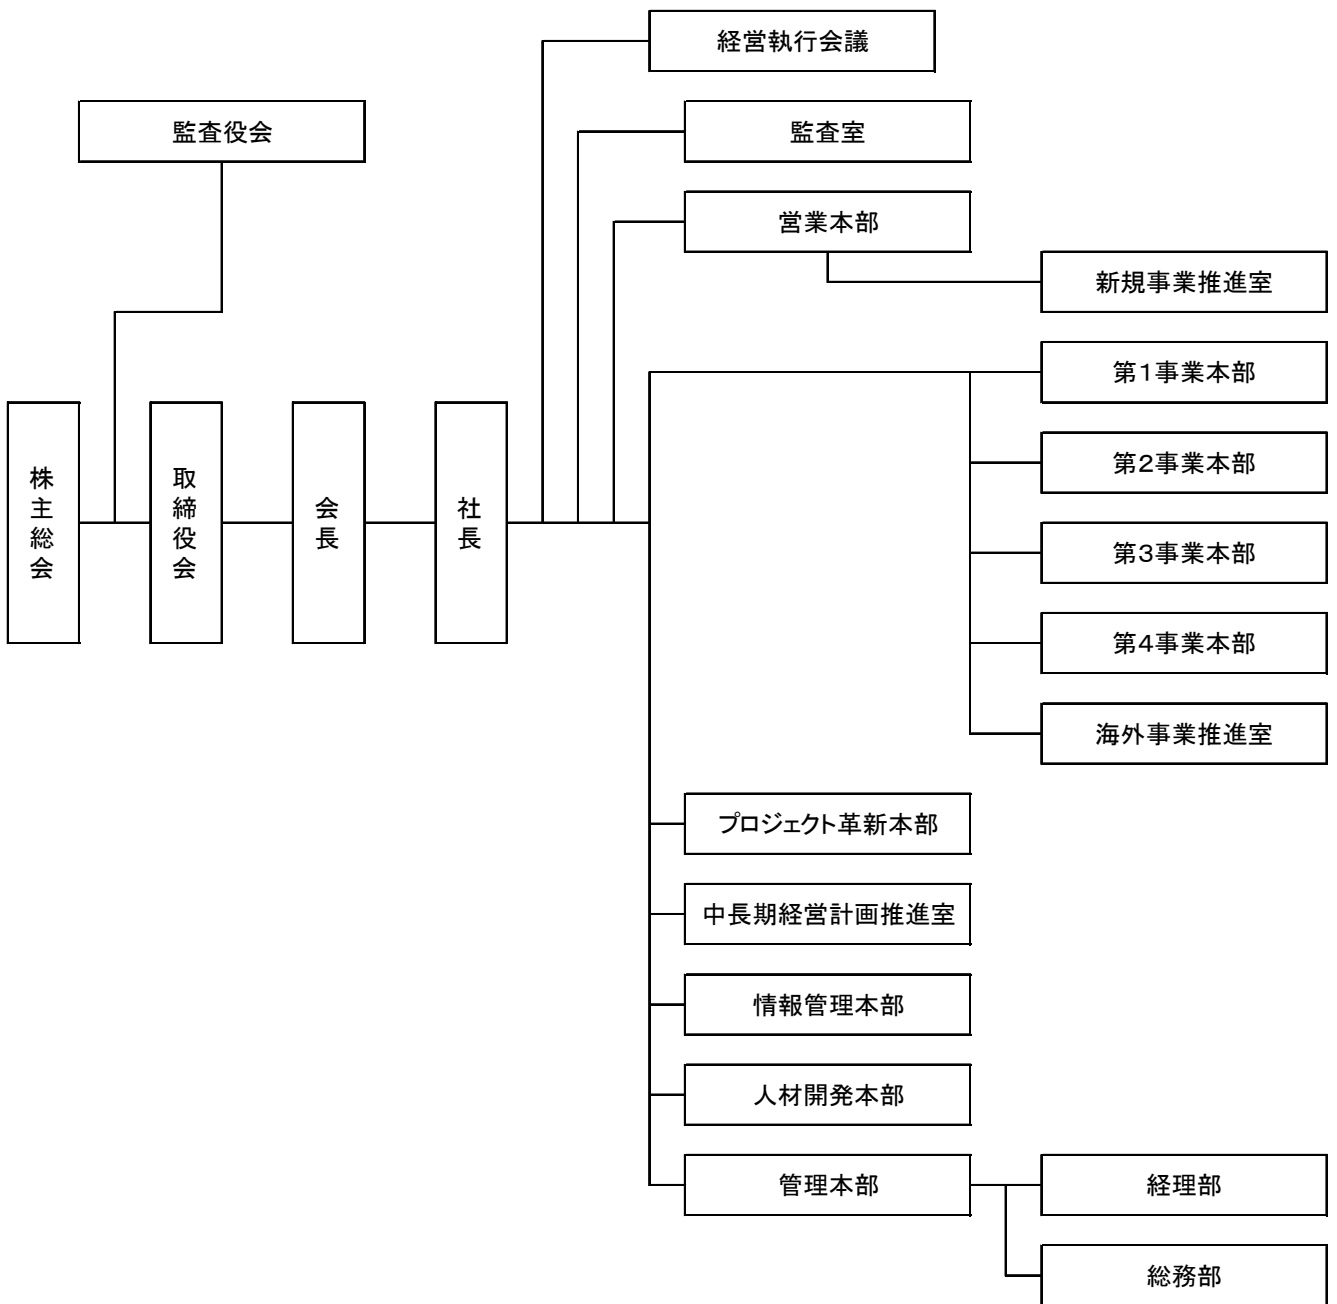 経営執行会議
監査役会
監査室
営業本部
新規事業推進室
第1事業本部
第2事業本部
第3事業本部
第4事業本部
海外事業推進室
株主総会
取締役会
会長
社長
プロジェクト革新本部
中長期経営計画推進室
情報管理本部
人材開発本部
管理本部
経理部
総務部